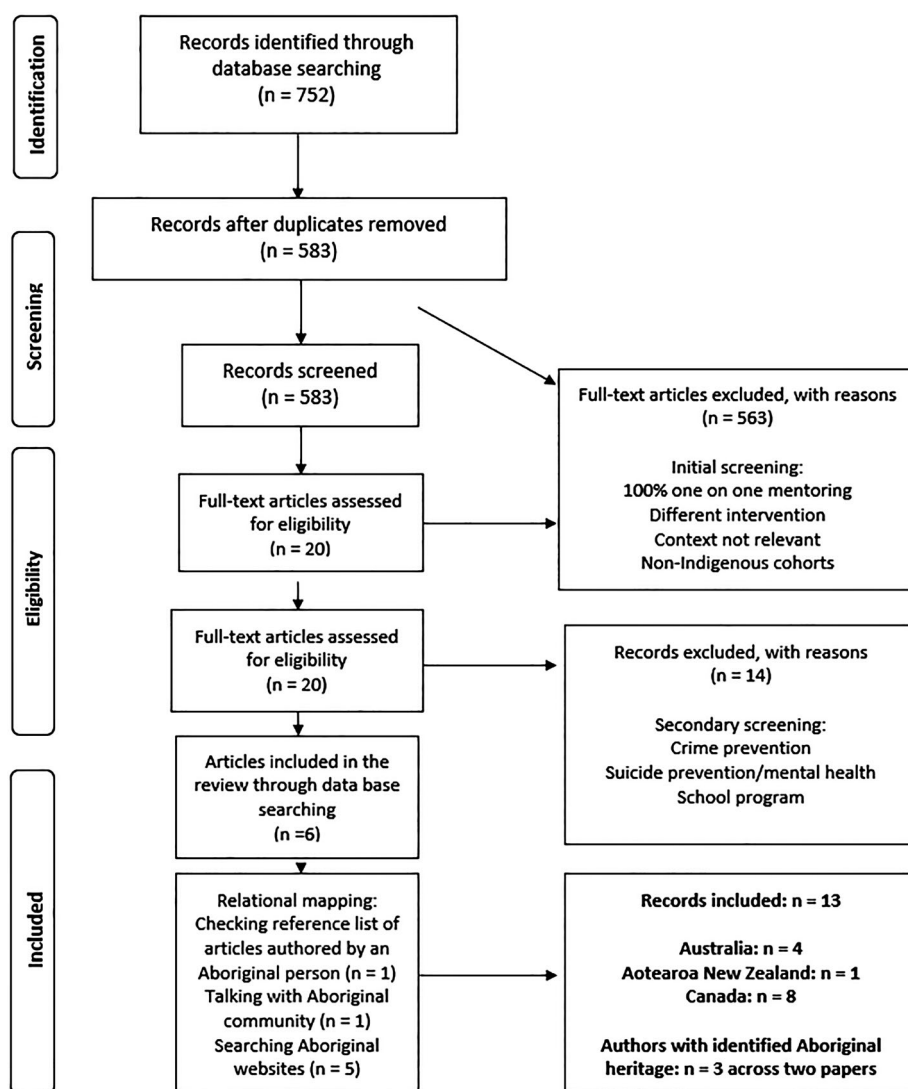 Identification
Records identified through
database searching
(n = 752)
Records after duplicates removed
(n = 583)
Screening
Records screened
(n = 583)
Full-text articles excluded, with reasons
(n = 563)
Initial screening:
100% one on one mentoring
Different intervention
Context not relevant
Non-Indigenous cohorts
Eligibility
Full-text articles assessed
for eligibility
(n = 20)
Full-text articles assessed
for eligibility
(n = 20)
Records excluded, with reasons
(n = 14)
Secondary screening:
Crime prevention
Suicide prevention/mental health
School program
Articles included in the
review through data base
searching
(n =6)
Included
Relational mapping:
Checking reference list of
articles authored by an
Aboriginal person (n = 1)
Talking with Aboriginal
community (n = 1)
Searching Aboriginal
websites (n = 5)
Records included: n = 13
Australia: n = 4
Aotearoa New Zealand: n = 1
Canada: n = 8
Authors with identified Aboriginal
heritage: n = 3 across two papers